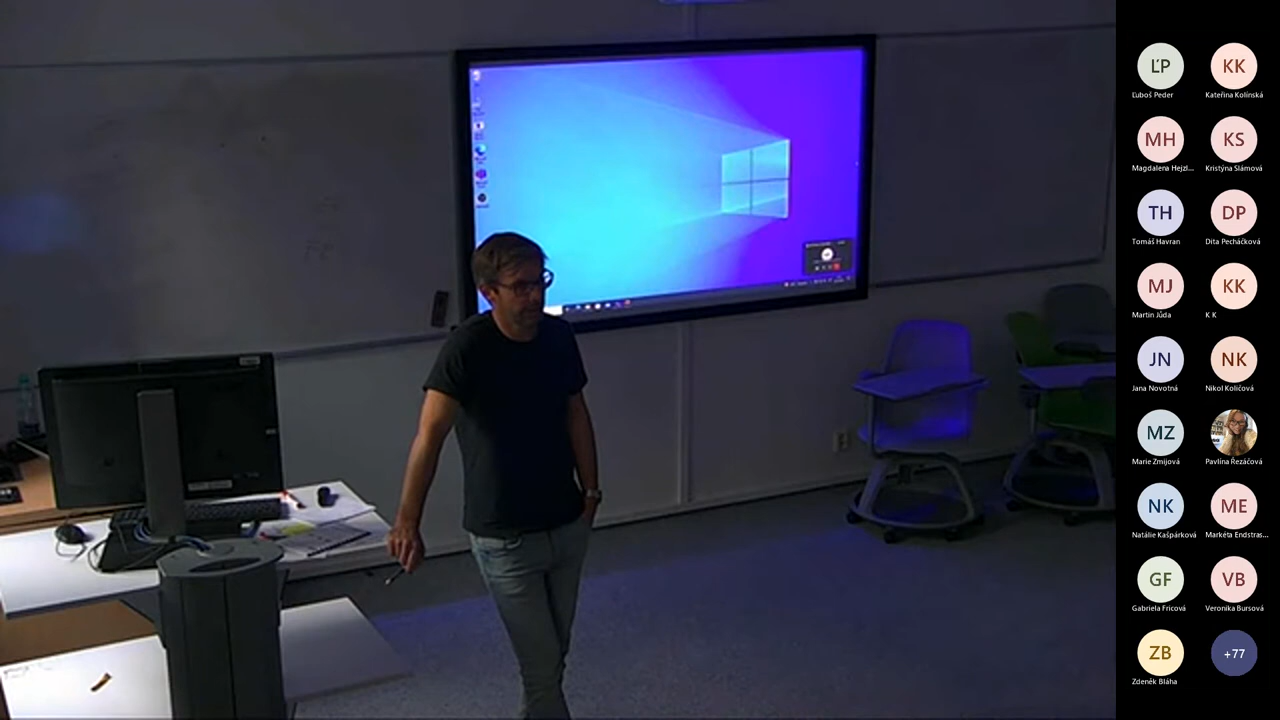 ĽP KK
Ľuboš Peder Kateřina Kolínská
MH KS
Magdalena Hejzl... Kristýna Slámová
TH DP
Tomáš Havran Dita Pecháčková
MJ KK
Martin Jůda K K
JN NK
Jana Novotná Nikol Količová
MZ
Marie Zmijová Pavlína Řezáčová
NK ME
Natálie Kašpárková Markéta Endstras...
GF VB
Gabriela Fricová Veronika Bursová
ZB +77
Zdeněk Bláha